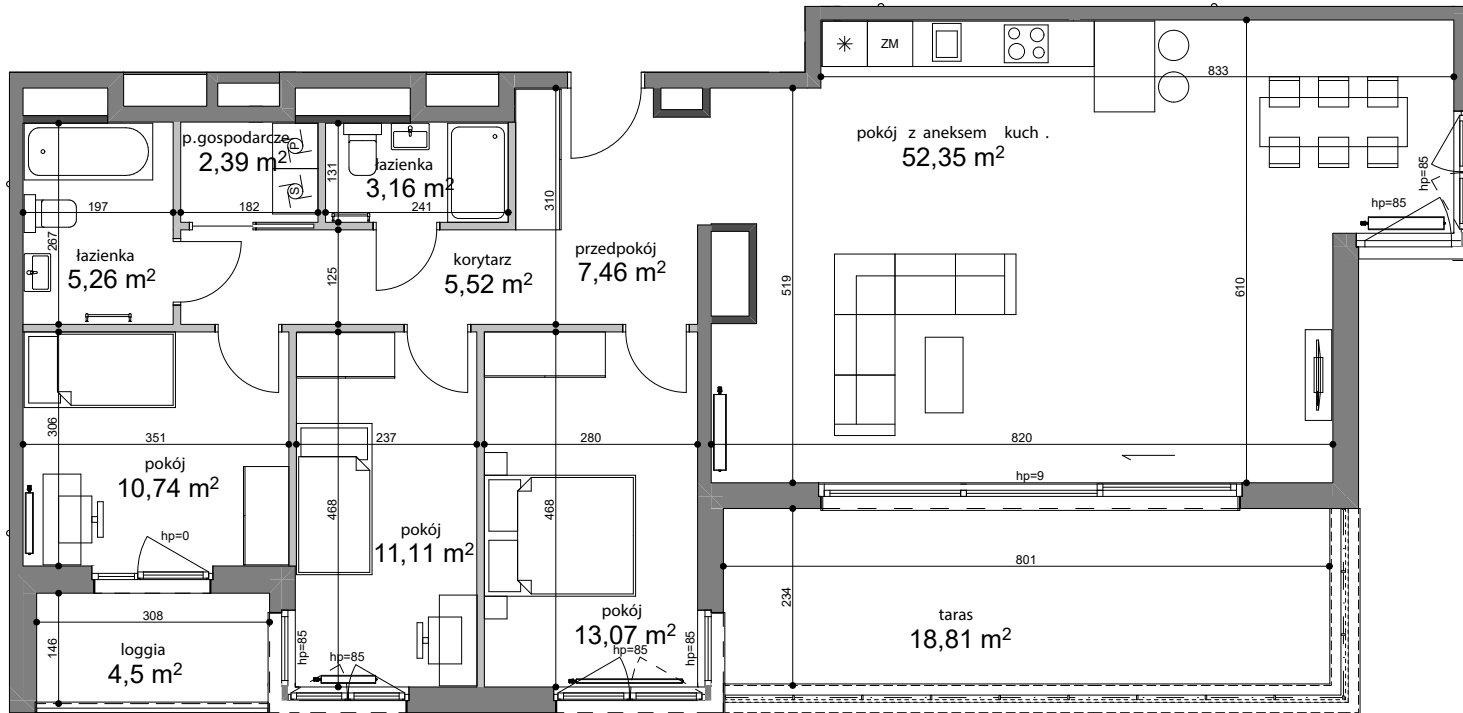 ZM
833
p.gospodarcze
2,39 m²
P
S
łazienka
3,16 m²
131
241
310
pokój z aneksem kuch .
52,35 m²
hp=85
hp=85
197
182
267
łazienka
5,26 m²
125
korytarz
5,52 m²
przedpokój
7,46 m²
519
610
306
351
237
280
820
pokój
10,74 m²
468
468
hp=9
hp=0
pokój
11,11 m²
pokój
13,07 m²
801
234
taras
18,81 m²
308
146
loggia
4,5 m²
hp=85
hp=85
hp=85
hp=85